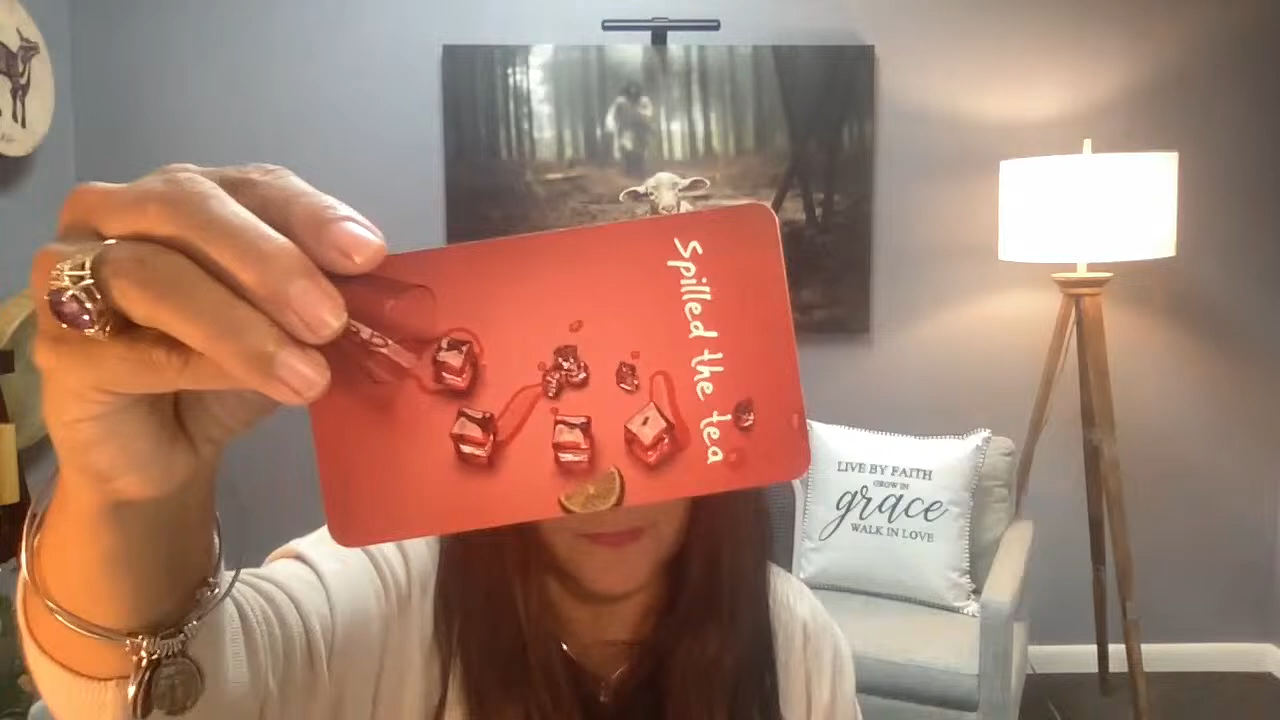 Spilled the tea
LIVE BY FAITH
GROW IN
grace
WALK IN LOVE